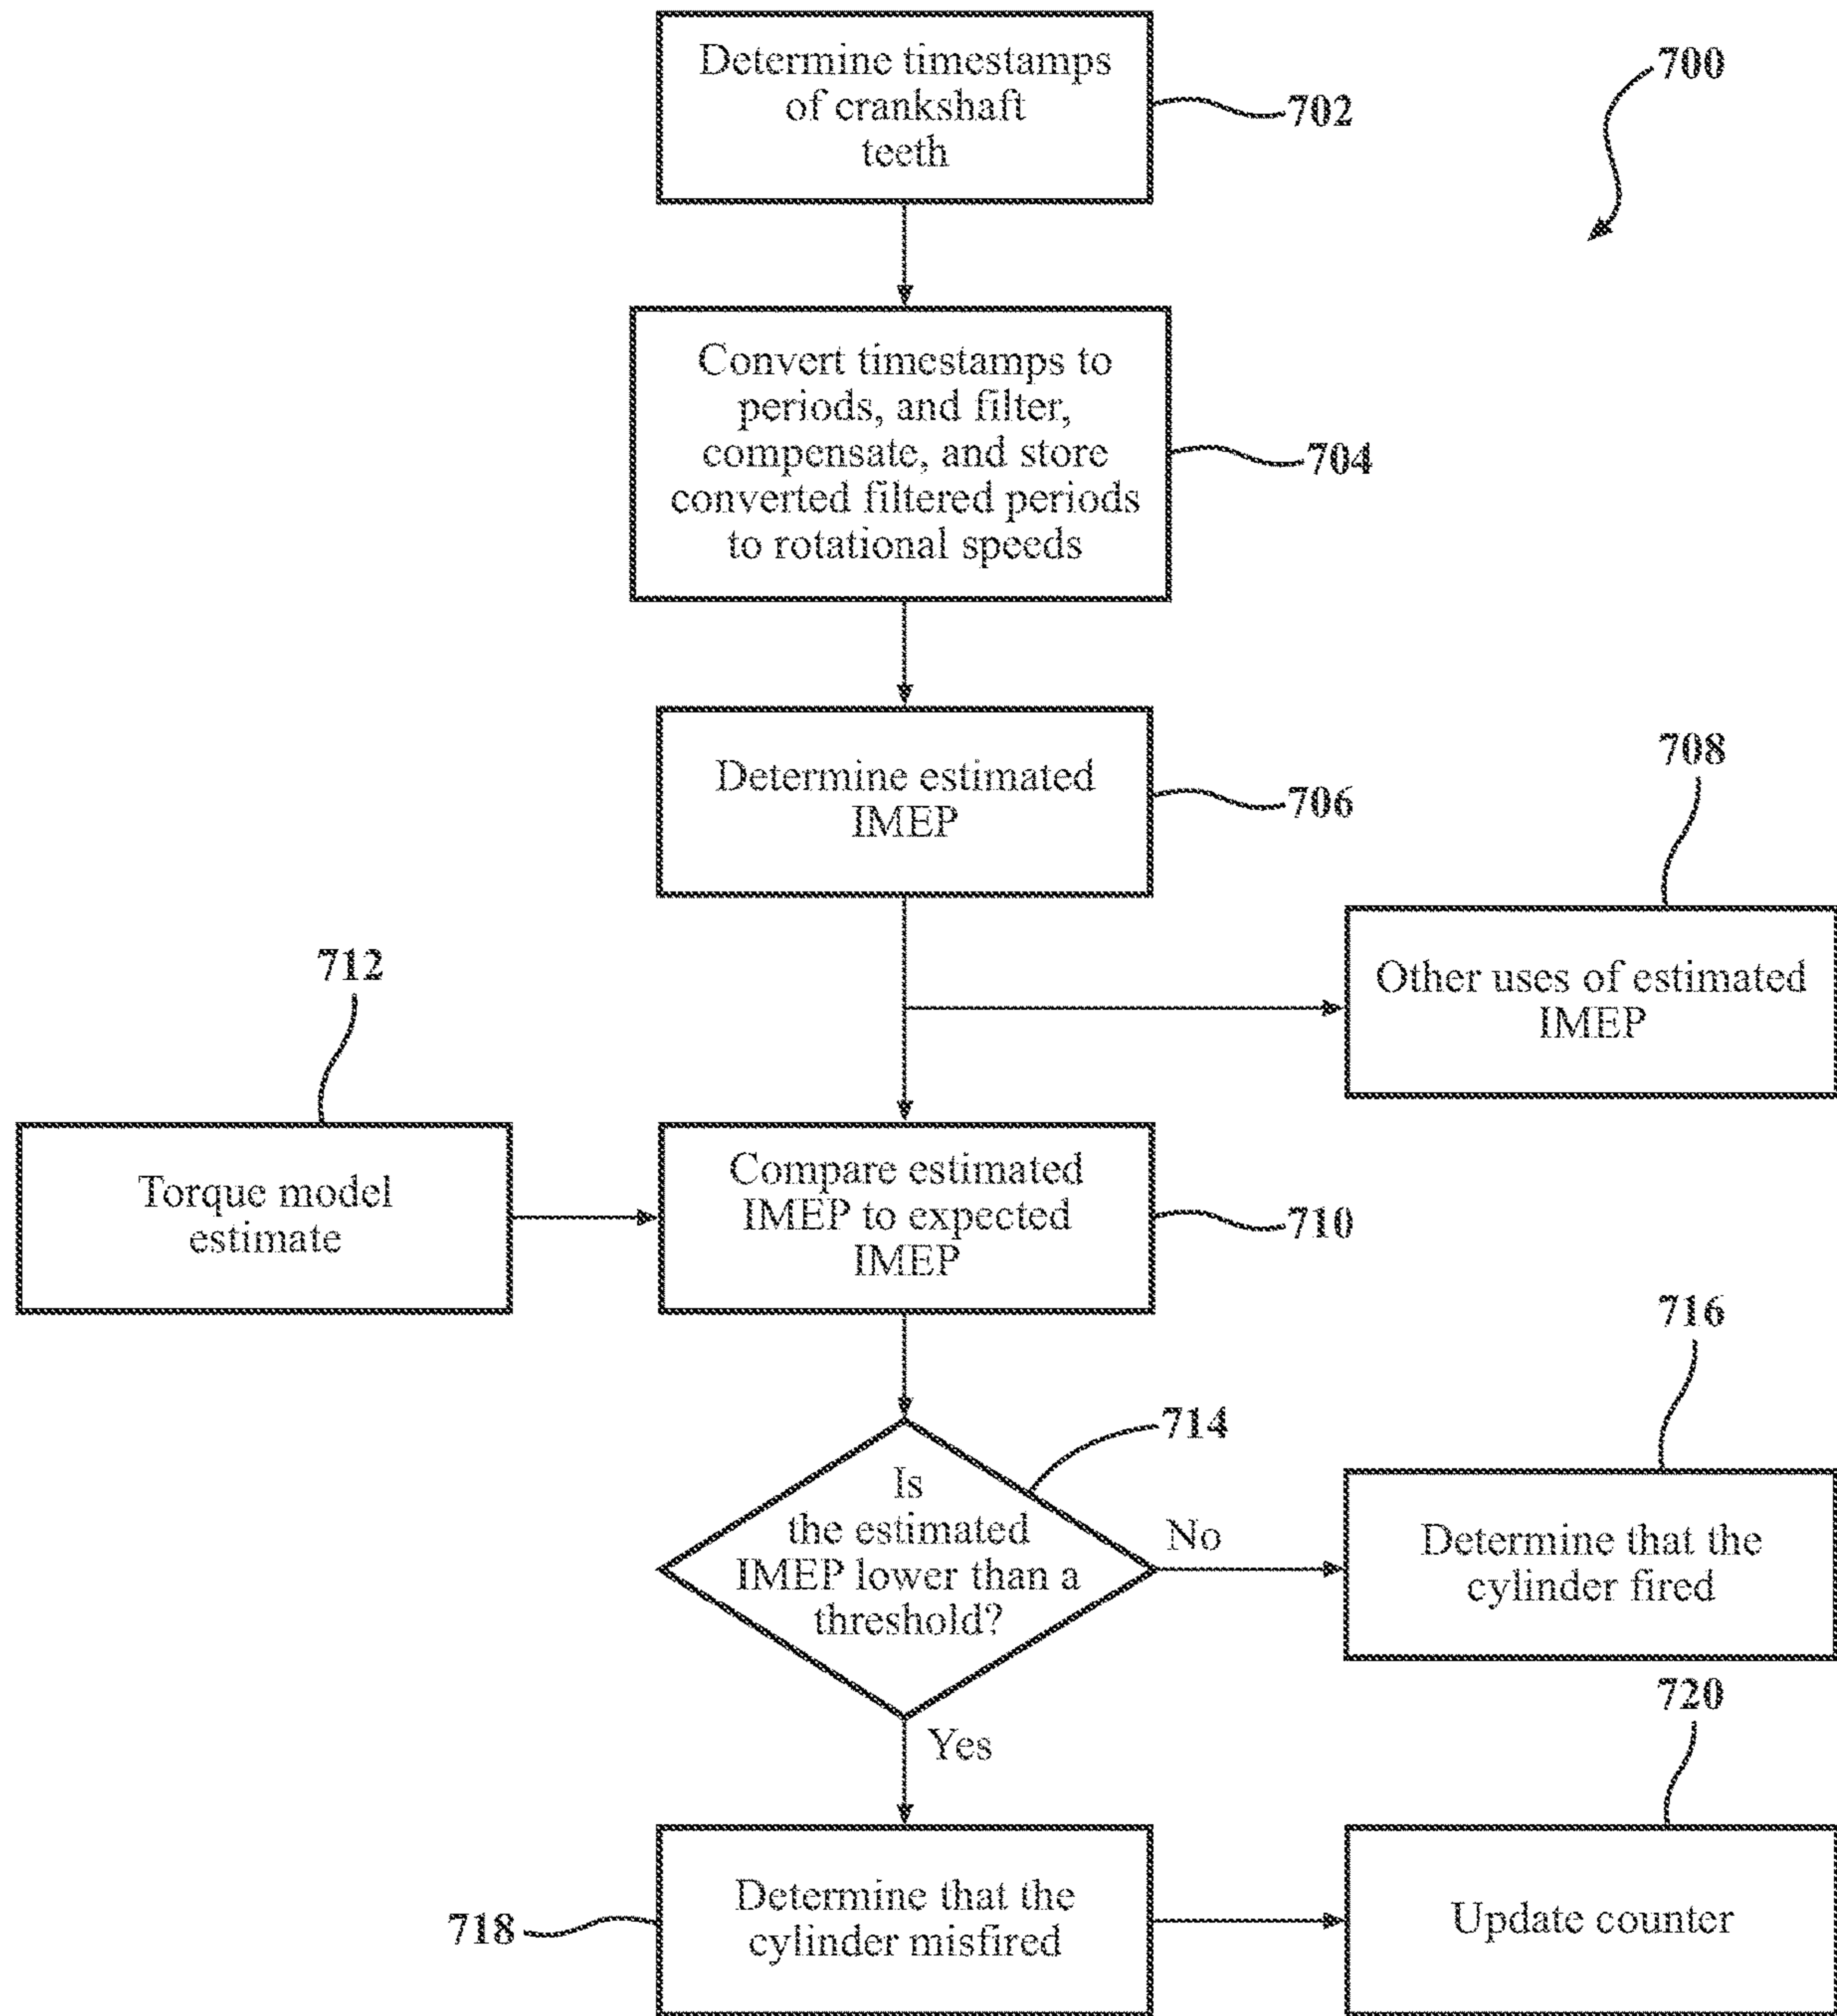 Determine timestamps
of crankshaft
teeth
700
702
Convert timestamps to
periods, and filter,
compensate, and store
converted filtered periods
to rotational speeds
704
Determine estimated
IMEP
706
708
Other uses of estimated
IMEP
712
Torque model
estimate
Compare estimated
IMEP to expected
IMEP
710
714
Is
the estimated
IMEP lower than a
threshold?
No
716
Determine that the
cylinder fired
Yes
718
Determine that the
cylinder misfired
720
Update counter